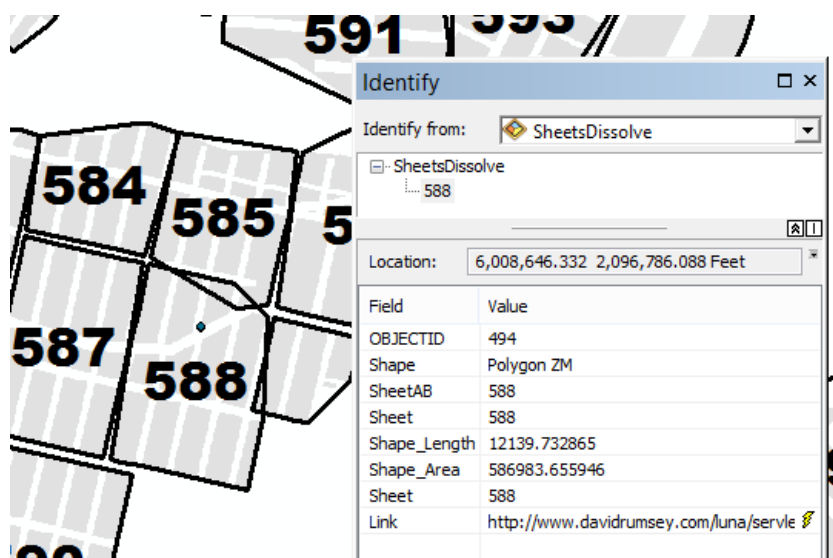 591
593
584
585
5
587
588
Identify
Identify from: SheetsDissolve
SheetsDissolve
588
Location: 6,008,646.332 2,096,786.088 Feet
Field Value
OBJECTID 494
Shape Polygon ZM
SheetAB 588
Sheet 588
Shape_Length 12139.732865
Shape_Area 586983.655946
Sheet 588
Link http://www.davidrumsey.com/luna/servle